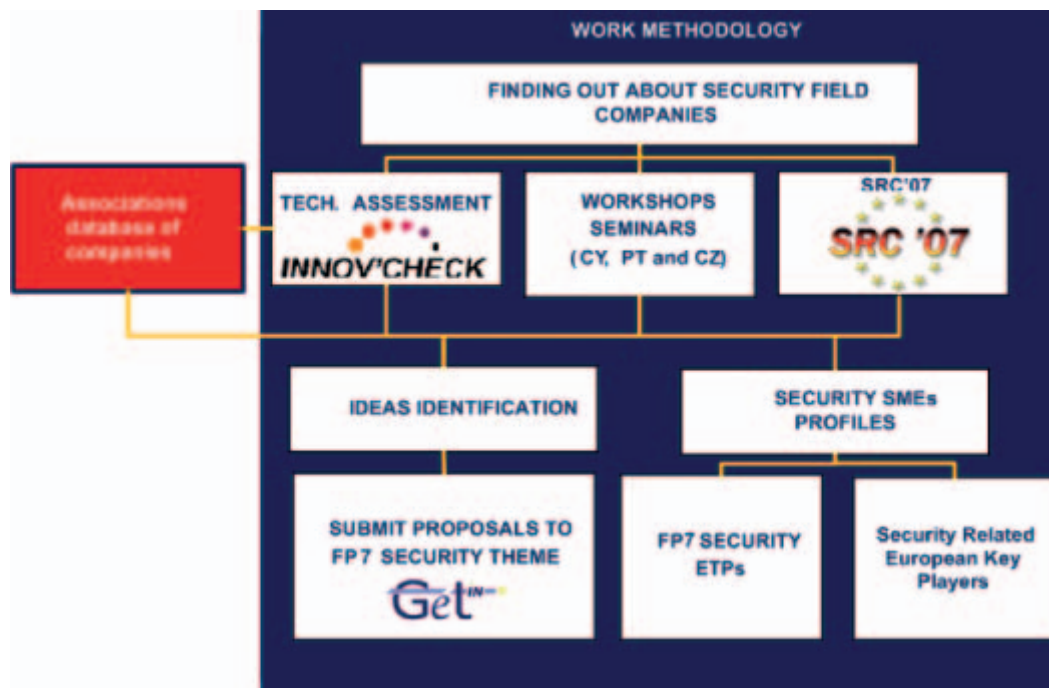 WORK METHODOLOGY
FINDING OUT ABOUT SECURITY FIELD
COMPANIES
Associations
database of
companies
TECH. ASSESSMENT
INNOV'CHECK
WORKSHOPS
SEMINARS
(CY, PT and CZ)
SRC'07
SRC '07
IDEAS IDENTIFICATION
SECURITY SMEs
PROFILES
SUBMIT PROPOSALS TO
FP7 SECURITY THEME
Get IN
FP7 SECURITY
ETPs
Security Related
European Key
Players